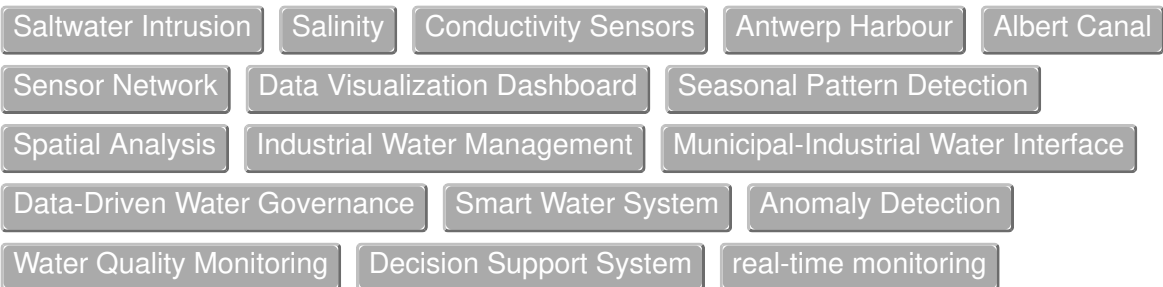 Saltwater Intrusion Salinity Conductivity Sensors Antwerp Harbour Albert Canal
Sensor Network Data Visualization Dashboard Seasonal Pattern Detection
Spatial Analysis Industrial Water Management Municipal-Industrial Water Interface
Data-Driven Water Governance Smart Water System Anomaly Detection
Water Quality Monitoring Decision Support System real-time monitoring